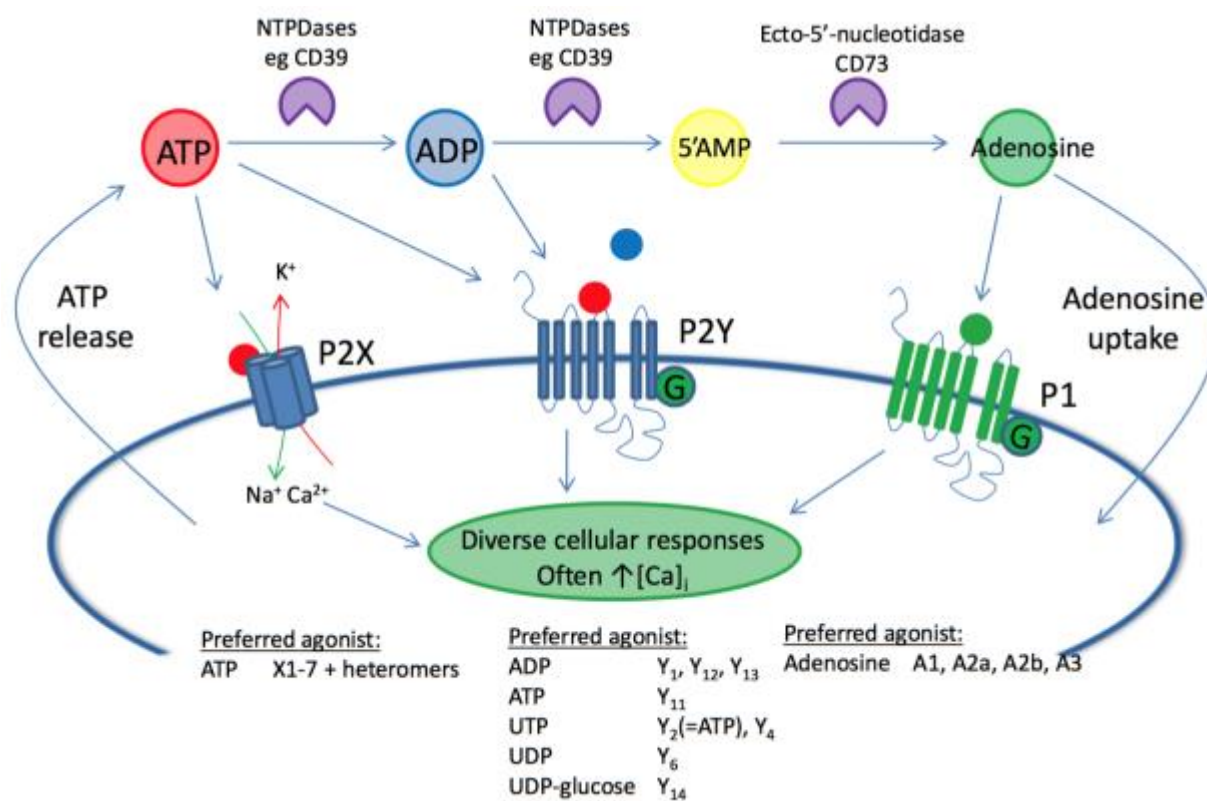 NTPDases
eg CD39
NTPDases
eg CD39
Ecto-5’-nucleotidase
CD73
ATP
ADP
5’AMP
Adenosine
ATP
release
K⁺
P2X
P2Y
G
P1
G
Adenosine
uptake
Na⁺ Ca²⁺
Diverse cellular responses
Often ↑[Ca]ᵢ
Preferred agonist:
ATP X1-7 + heteromers
Preferred agonist:
ADP Y₁, Y₁₂, Y₁₃
ATP Y₁₁
UTP Y₂(=ATP), Y₄
UDP Y₆
UDP-glucose Y₁₄
Preferred agonist:
Adenosine A1, A2a, A2b, A3